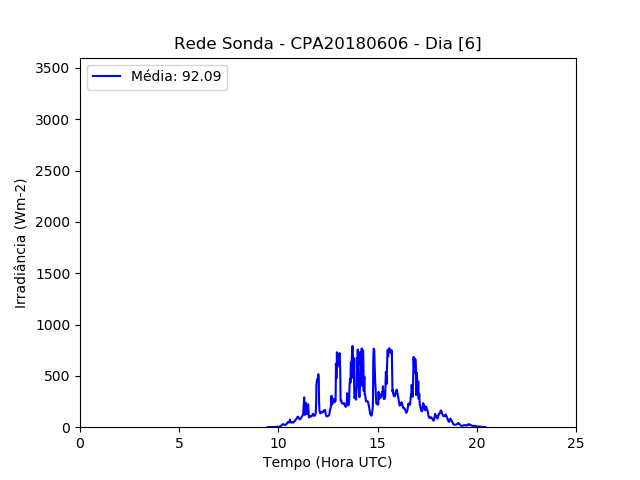 Rede Sonda - CPA20180606 - Dia [6]
Média: 92.09
Irradiância (Wm-2)
3500
3000
2500
2000
1500
1000
500
0
0 5 10 15 20 25
Tempo (Hora UTC)